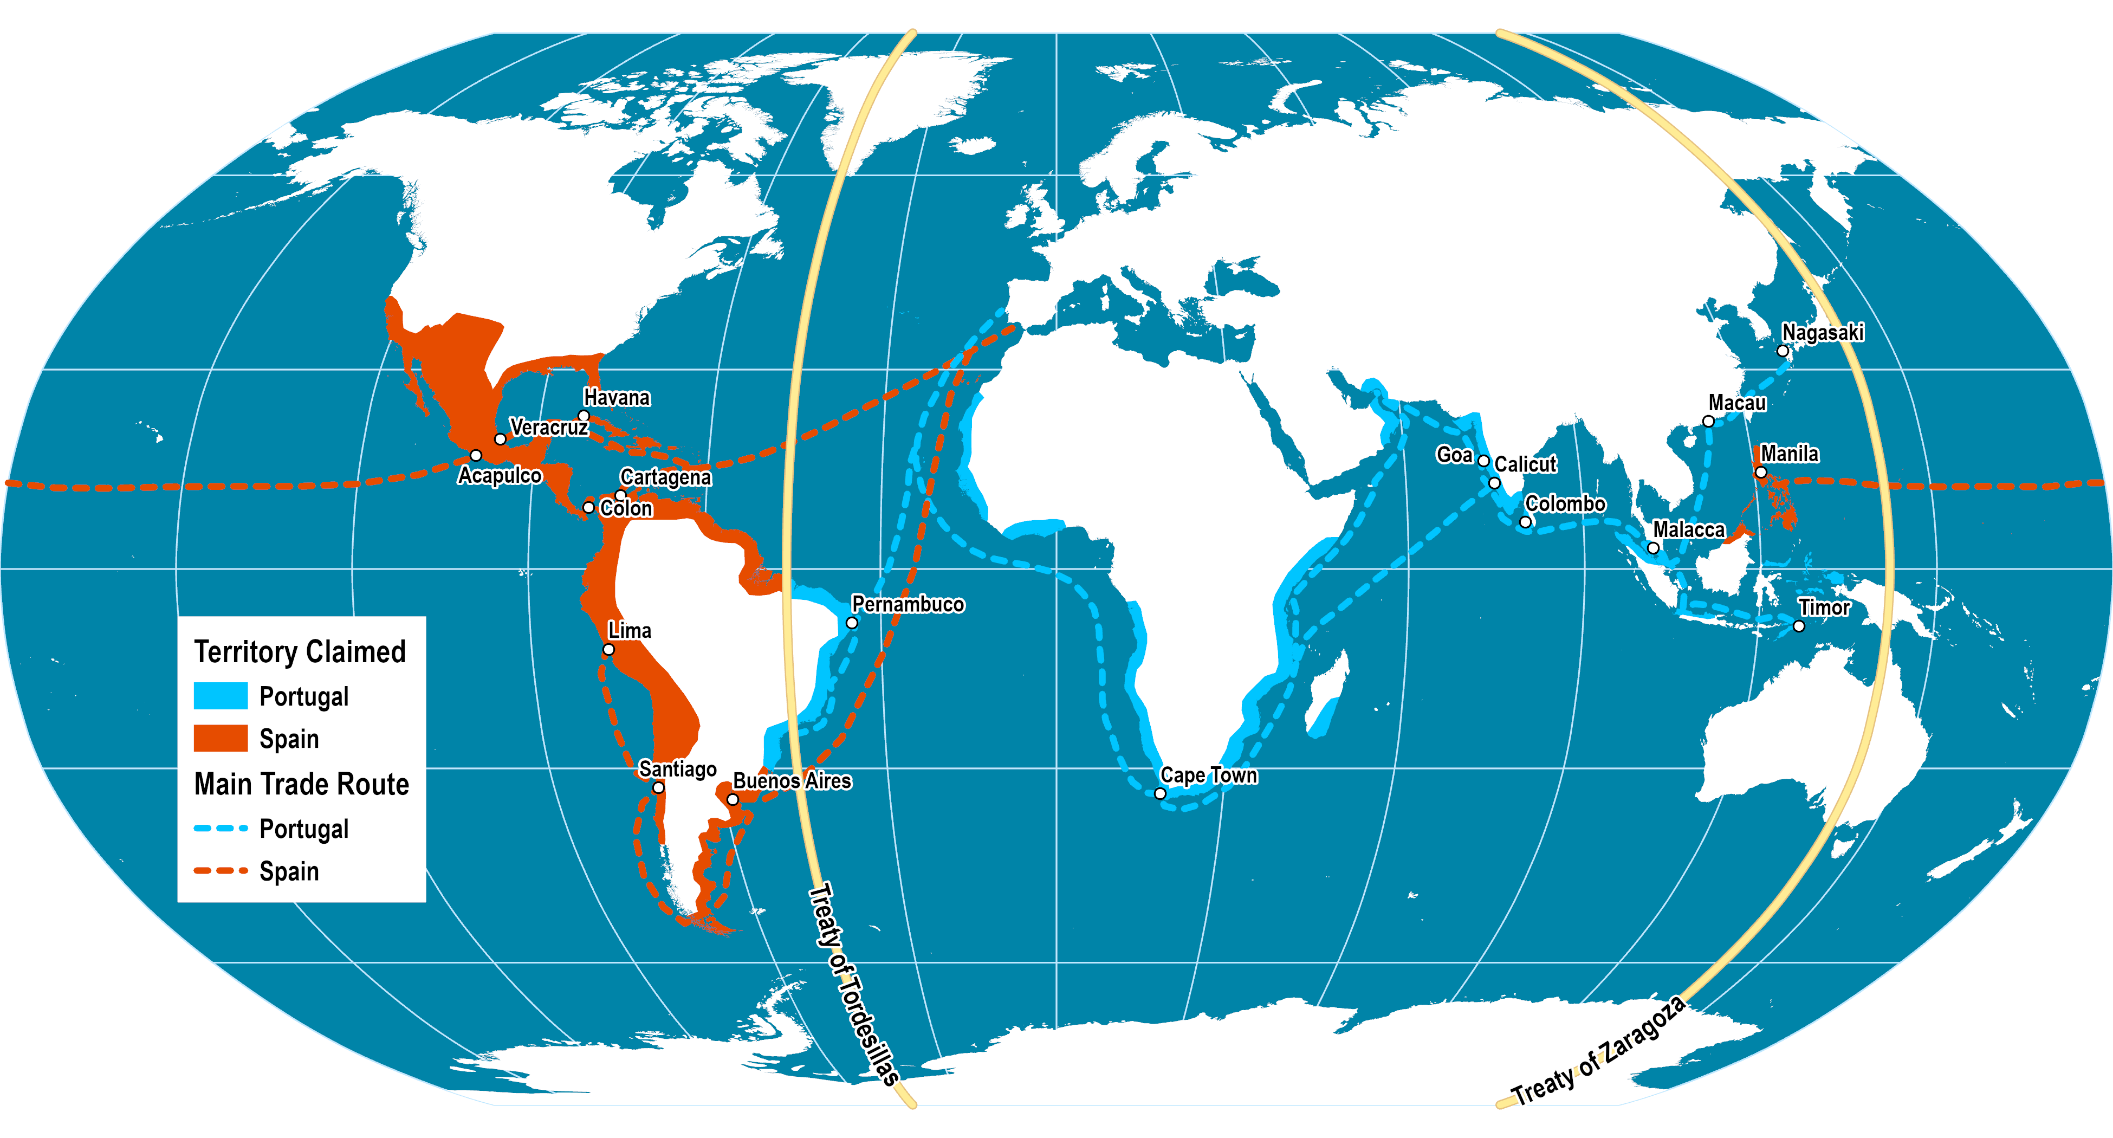 Nagasaki
Havana
Macau
Veracruz
Manila
Goa
Calicut
Acapulco
Cartagena
Colon
Colombo
Malacca
Pernambuco
Timor
Lima
Territory Claimed
Portugal
Spain
Main Trade Route
Portugal
Spain
Santiago
Buenos Aires
Cape Town
Treaty of Tordesillas
Treaty of Zaragoza